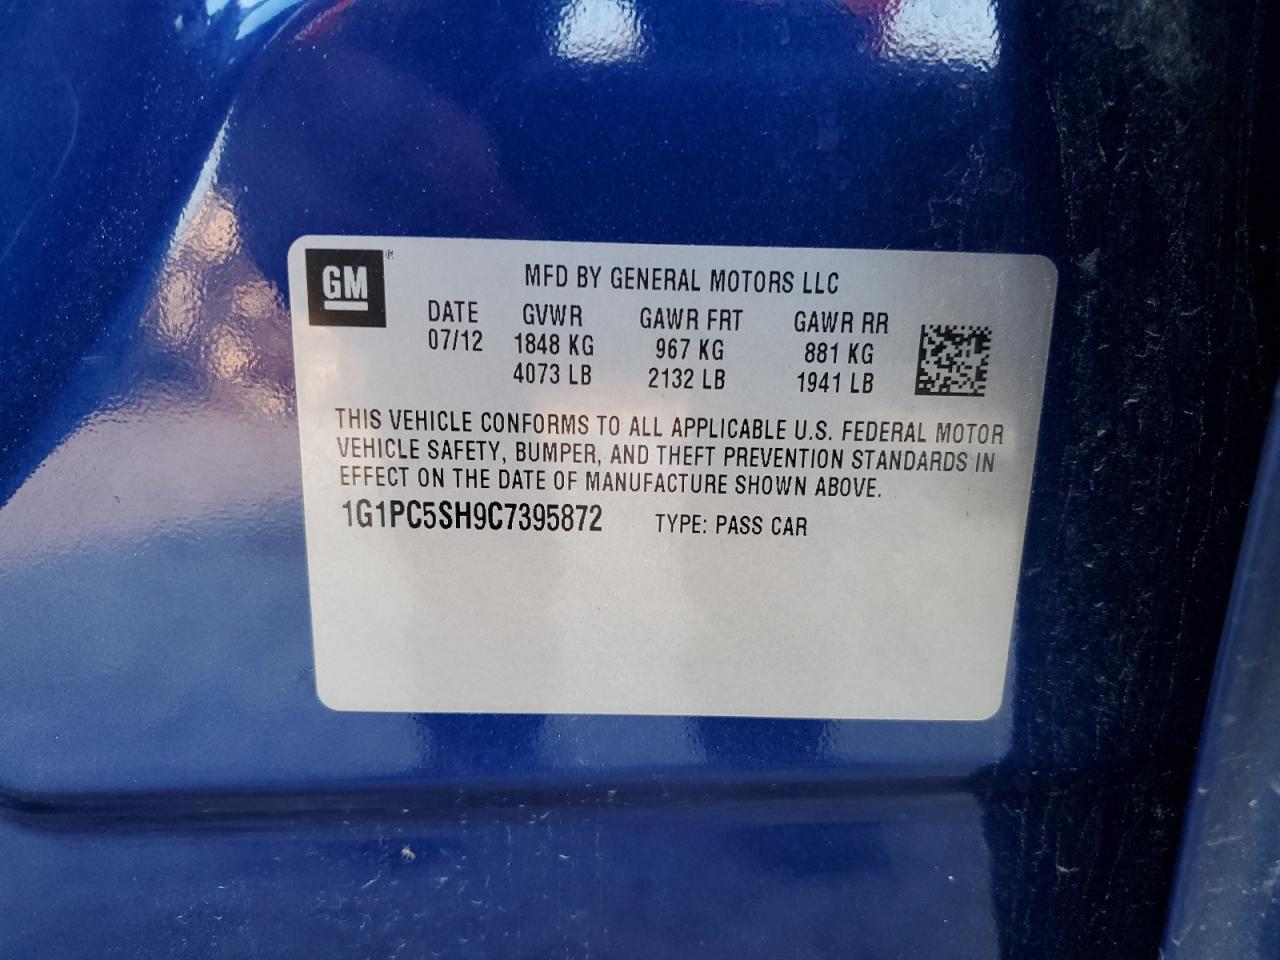 GM®
MFD BY GENERAL MOTORS LLC
DATE GVWR GAWR FRT GAWR RR
07/12 1848 KG 967 KG 881 KG
4073 LB 2132 LB 1941 LB
THIS VEHICLE CONFORMS TO ALL APPLICABLE U.S. FEDERAL MOTOR
VEHICLE SAFETY, BUMPER, AND THEFT PREVENTION STANDARDS IN
EFFECT ON THE DATE OF MANUFACTURE SHOWN ABOVE.
1G1PC5SH9C7395872 TYPE: PASS CAR